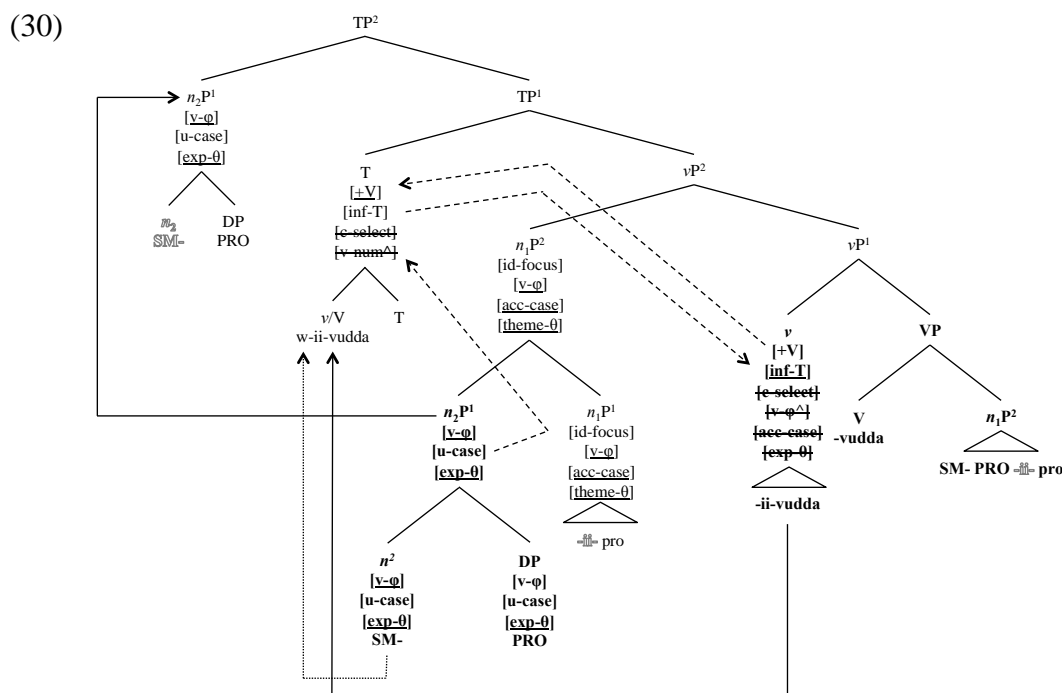 (30)
TP²
n₂P¹
[v-φ]
[u-case]
[exp-θ]
TP¹
n₂
SM-
DP
PRO
T
[+V]
[inf-T]
[c-select]
[v-num^]
vP²
v/V
w-ii-vudda
T
n₁P²
[id-focus]
[v-φ]
[acc-case]
[theme-θ]
vP¹
n₂P¹
[v-φ]
[u-case]
[exp-θ]
n₁P¹
[id-focus]
[v-φ]
[acc-case]
[theme-θ]
-ii- pro
v
[+V]
[inf-T]
[c-select]
[v-φ^]
[acc-case]
[exp-θ]
-ii-vudda
VP
V
-vudda
n₁P²
SM- PRO -ii- pro
n²
[v-φ]
[u-case]
[exp-θ]
SM-
DP
[v-φ]
[u-case]
[exp-θ]
PRO